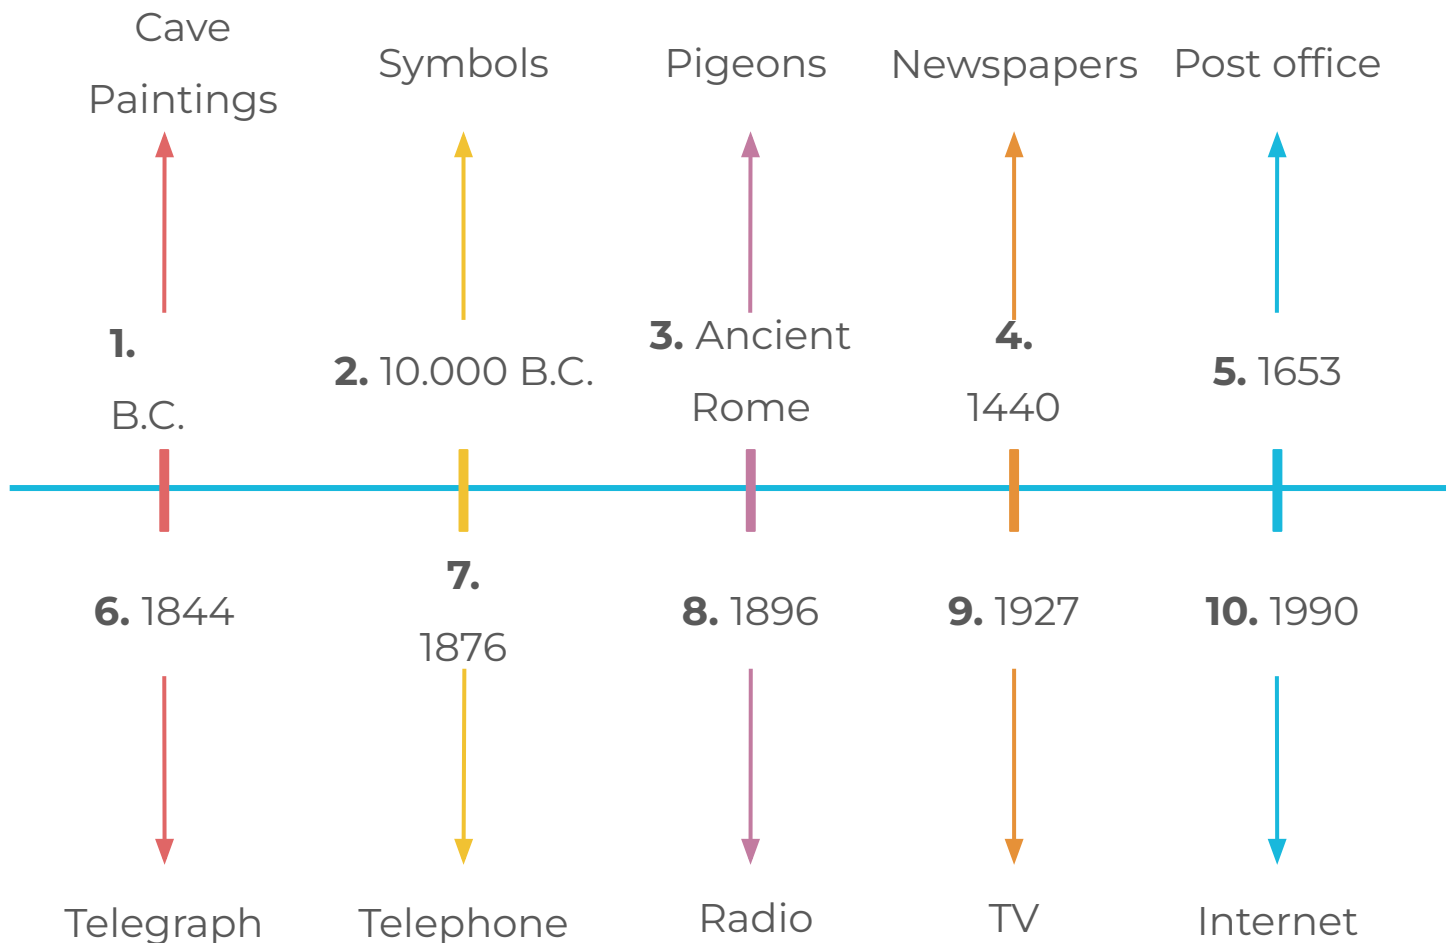 Cave
Paintings
Symbols
Pigeons
Newspapers
Post office
1.
B.C.
2. 10.000 B.C.
3. Ancient
Rome
4.
1440
5. 1653
6. 1844
7.
1876
8. 1896
9. 1927
10. 1990
Telegraph
Telephone
Radio
TV
Internet